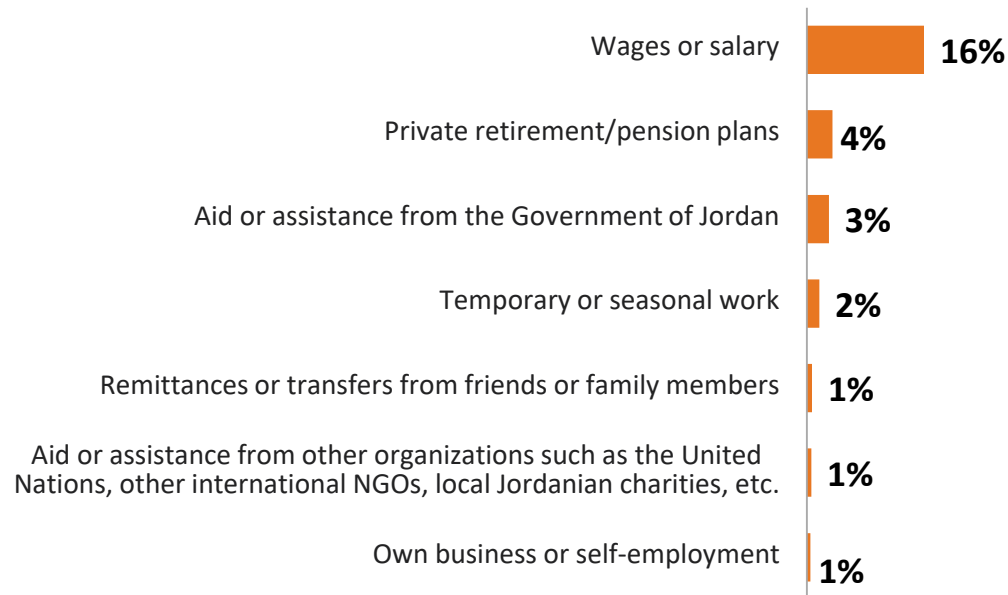 Wages or salary 16%
Private retirement/pension plans 4%
Aid or assistance from the Government of Jordan 3%
Temporary or seasonal work 2%
Remittances or transfers from friends or family members 1%
Aid or assistance from other organizations such as the United
Nations, other international NGOs, local Jordanian charities, etc. 1%
Own business or self-employment 1%